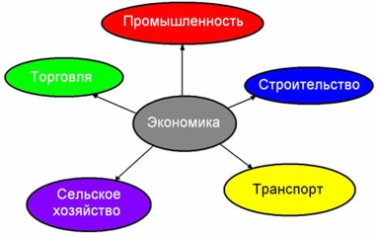 Промышленность
Торговля
Строительство
Экономика
Сельское
хозяйство
Транспорт